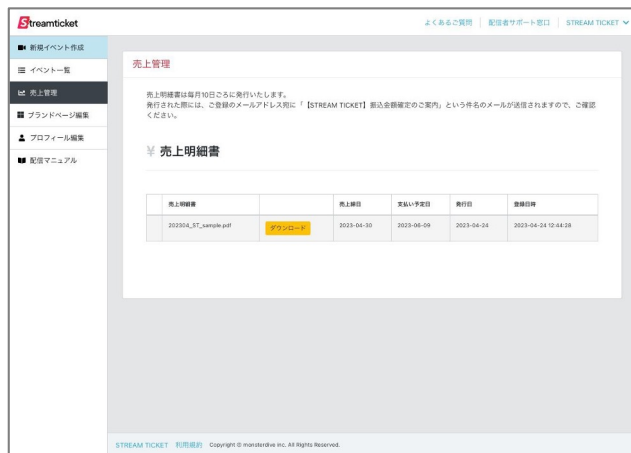 Streamticket
よくあるご質問 配信者サポート窓口 STREAM TICKET
新規イベント作成
イベント一覧
売上管理
ブランドページ編集
プロフィール編集
配信マニュアル
売上管理
売上明細書は毎月10日ごろに発行いたします。
発行された際には、ご登録のメールアドレス宛に「【STREAM TICKET】振込金額確定のご案内」という件名のメールが送信されますので、ご確認
ください。
¥ 売上明細書
売上明細書 売上締日 支払い予定日 発行日 登録日時
202304_ST_sample.pdf ダウンロード 2023-04-30 2023-06-09 2023-04-24 2023-04-24 12:44:28
STREAM TICKET 利用規約 Copyright © monsterdive inc, All Rights Reserved.